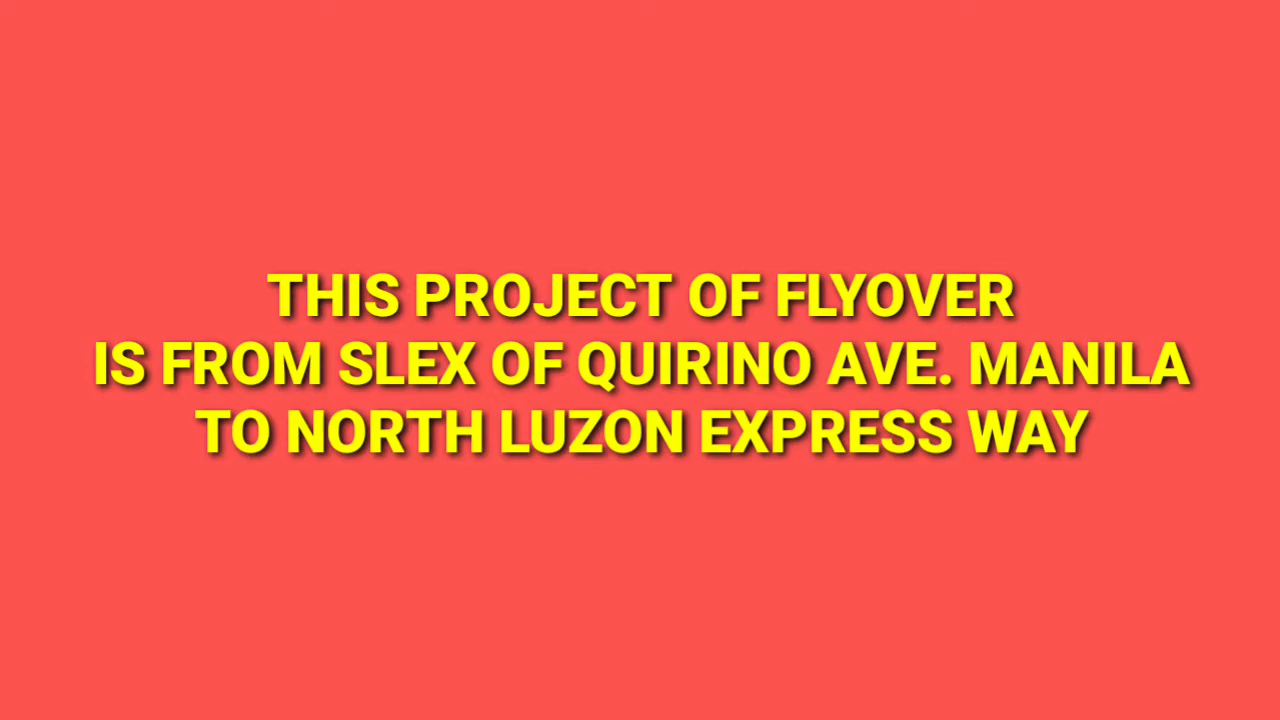 THIS PROJECT OF FLYOVER
IS FROM SLEX OF QUIRINO AVE. MANILA
TO NORTH LUZON EXPRESS WAY